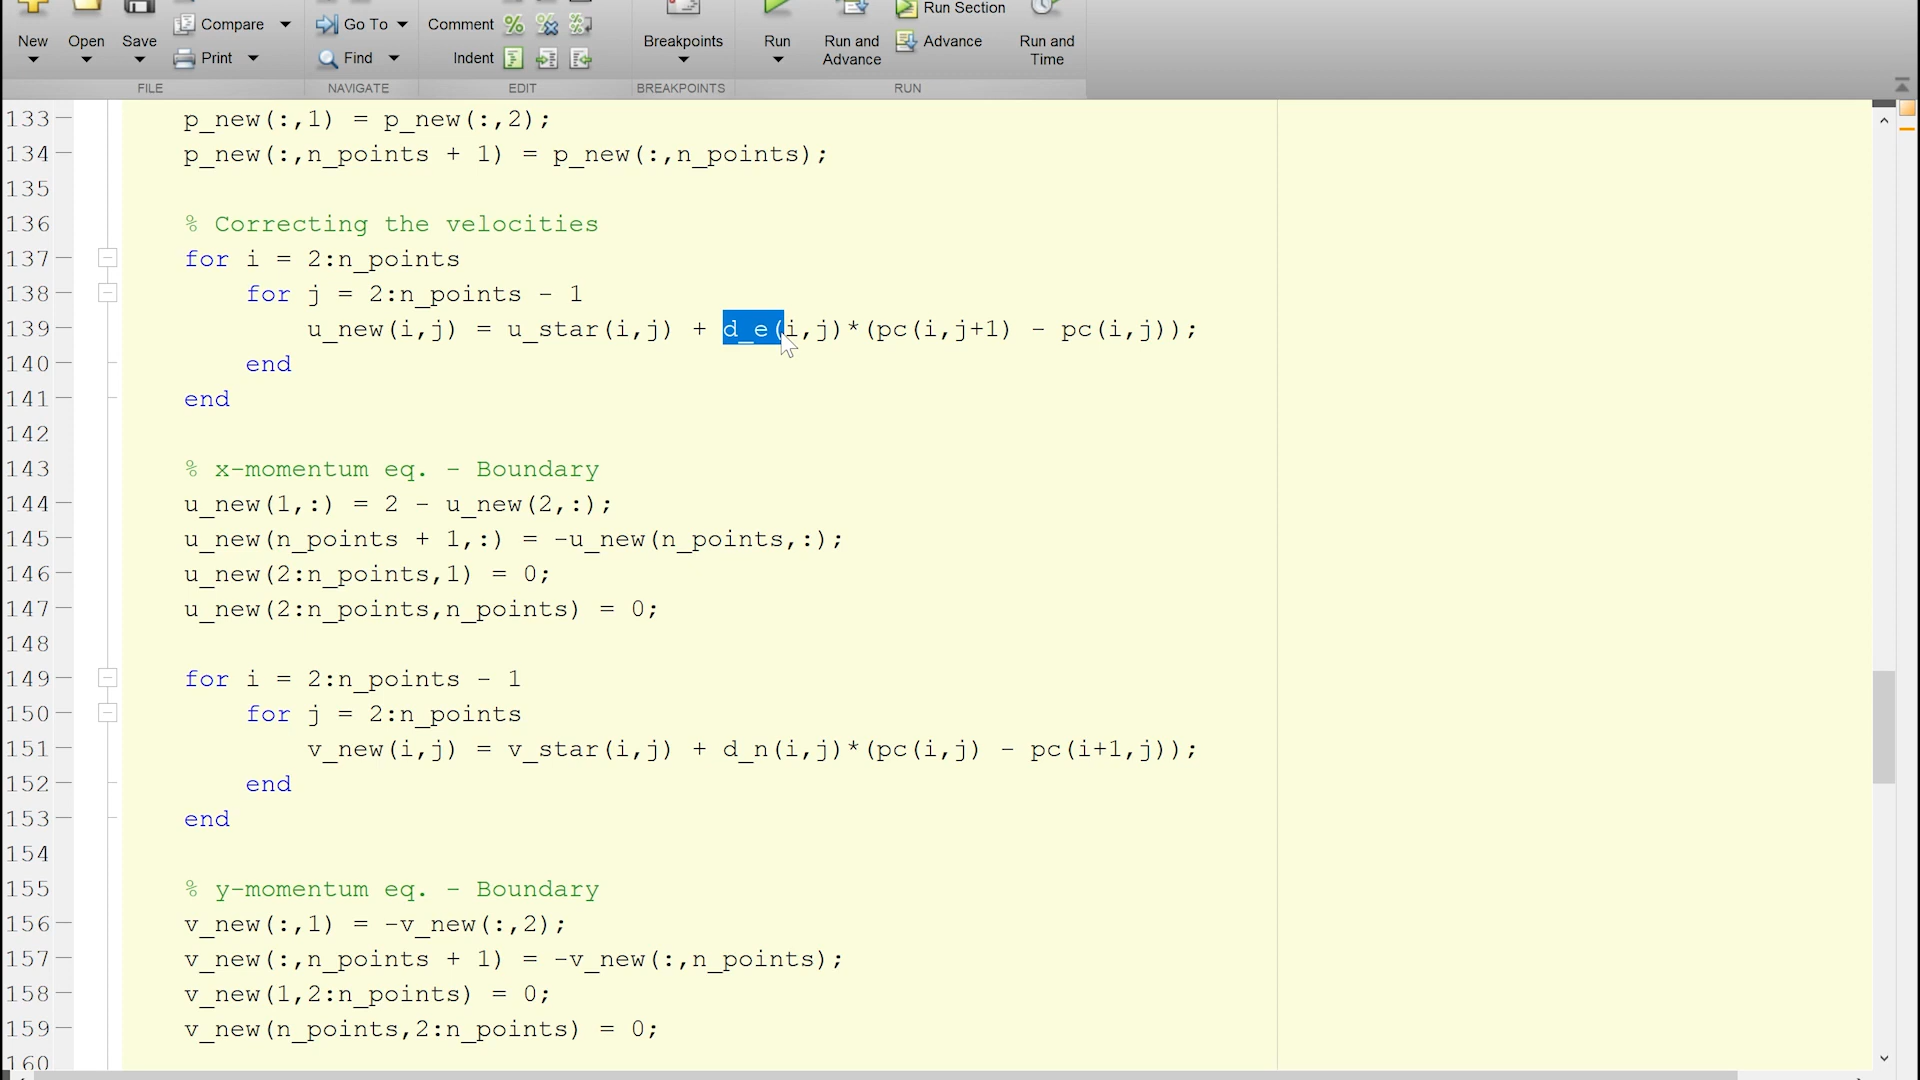 New
Open
Save
Compare
Print
Go To
Find
Comment
Indent
Breakpoints
Run
Run and
Advance
Run Section
Advance
Run and
Time
FILE
NAVIGATE
EDIT
BREAKPOINTS
RUN
133 p_new(:,1) = p_new(:,2);
134 p_new(:,n_points + 1) = p_new(:,n_points);
135
136 % Correcting the velocities
137 for i = 2:n_points
138 for j = 2:n_points - 1
139 u_new(i,j) = u_star(i,j) + d_e(i,j)*(pc(i,j+1) - pc(i,j));
140 end
141 end
142
143 % x-momentum eq. - Boundary
144 u_new(1,:) = 2 - u_new(2,:);
145 u_new(n_points + 1,:) = -u_new(n_points,:);
146 u_new(2:n_points,1) = 0;
147 u_new(2:n_points,n_points) = 0;
148
149 for i = 2:n_points - 1
150 for j = 2:n_points
151 v_new(i,j) = v_star(i,j) + d_n(i,j)*(pc(i,j) - pc(i+1,j));
152 end
153 end
154
155 % y-momentum eq. - Boundary
156 v_new(:,1) = -v_new(:,2);
157 v_new(:,n_points + 1) = -v_new(:,n_points);
158 v_new(1,2:n_points) = 0;
159 v_new(n_points,2:n_points) = 0;
160